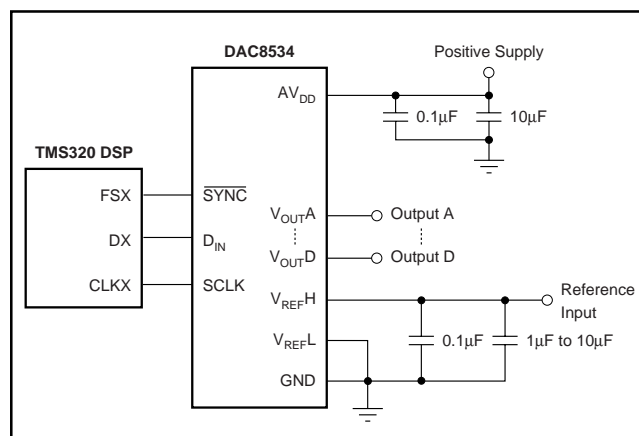 DAC8534
Positive Supply
AVDD
0.1µF
10µF
TMS320 DSP
FSX
SYNC
VOUTA
Output A
DX
DIN
VOUTD
Output D
CLKX
SCLK
VREFH
Reference
Input
VREFL
0.1µF
1µF to 10µF
GND